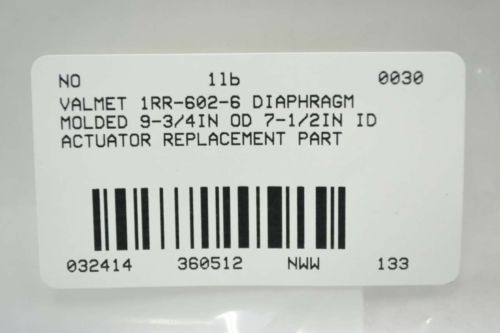 NO 1lb 0030
VALMET 1RR-602-6 DIAPHRAGM
MOLDED 9-3/4IN OD 7-1/2IN ID
ACTUATOR REPLACEMENT PART
032414 360512 NWW 133